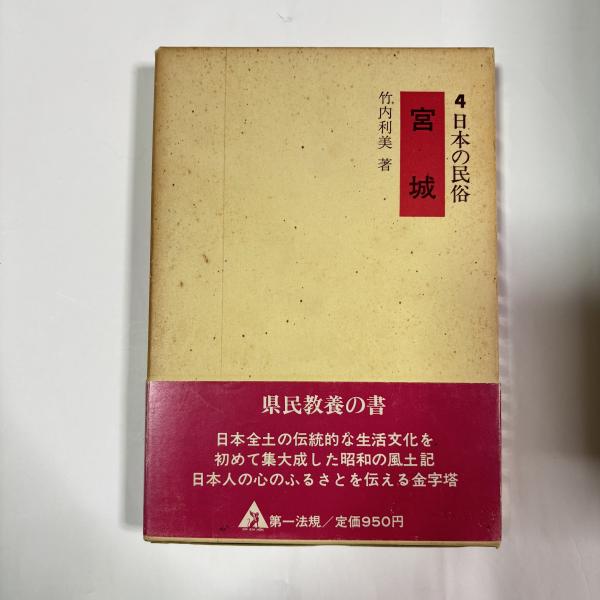 4 日本の民俗
宮城
竹内利美 著
県民教養の書
日本全土の伝統的な生活文化を
初めて集大成した昭和の風土記
日本人の心のふるさとを伝える金字塔
第一法規／定価950円